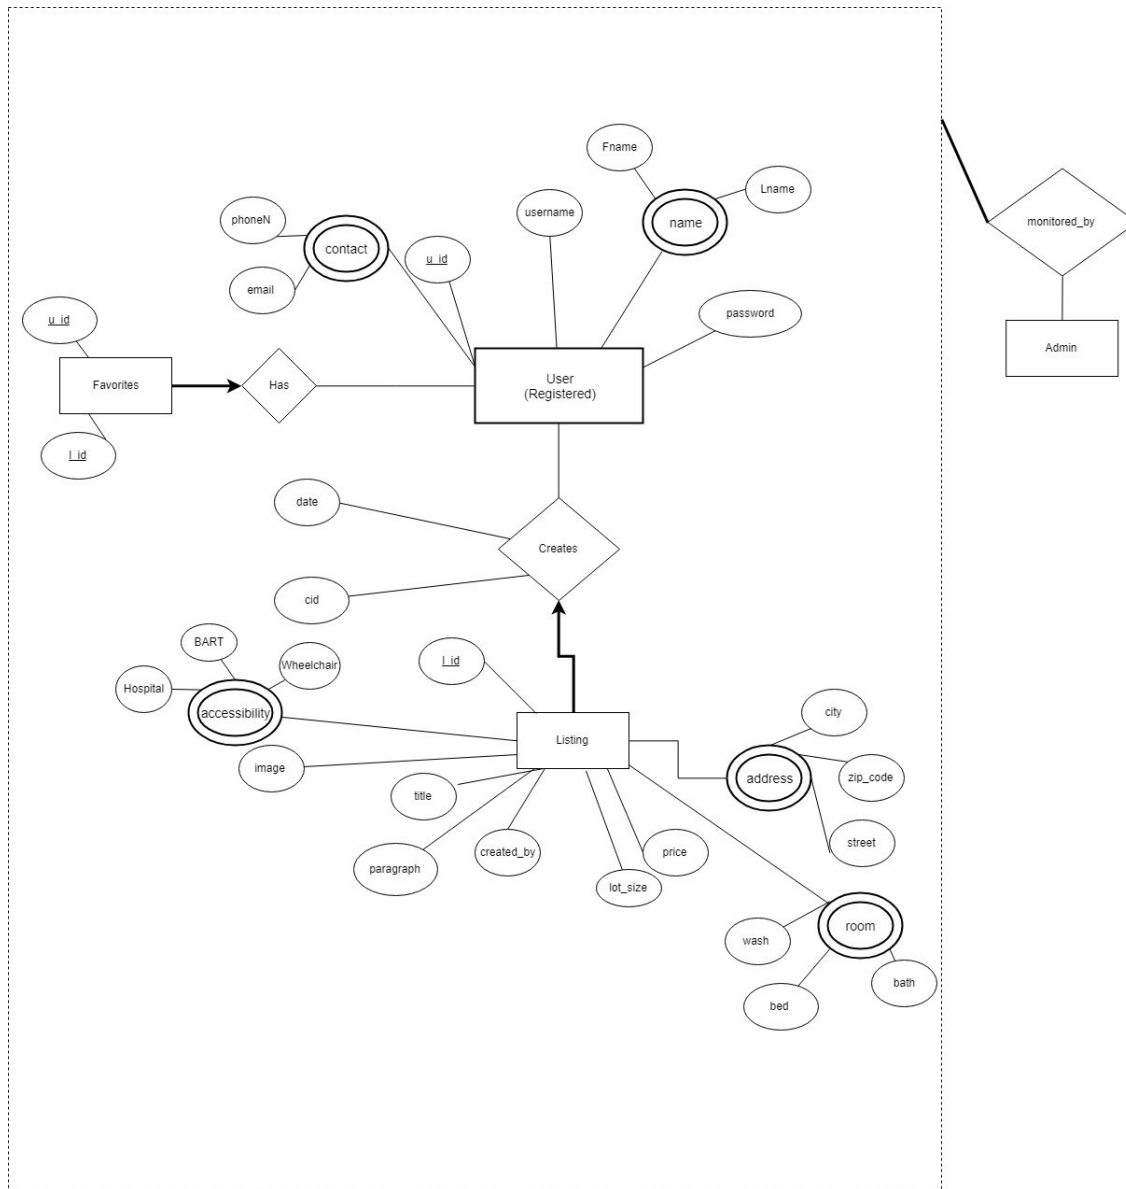 Fname
Lname
username
name
phoneN
contact
u_id
email
password
u_id
Favorites
Has
User
(Registered)
l_id
monitored_by
Admin
date
Creates
cid
BART
Wheelchair
Hospital
accessibility
l_id
image
Listing
title
paragraph
created_by
lot_size
price
city
address
zip_code
street
room
wash
bed
bath